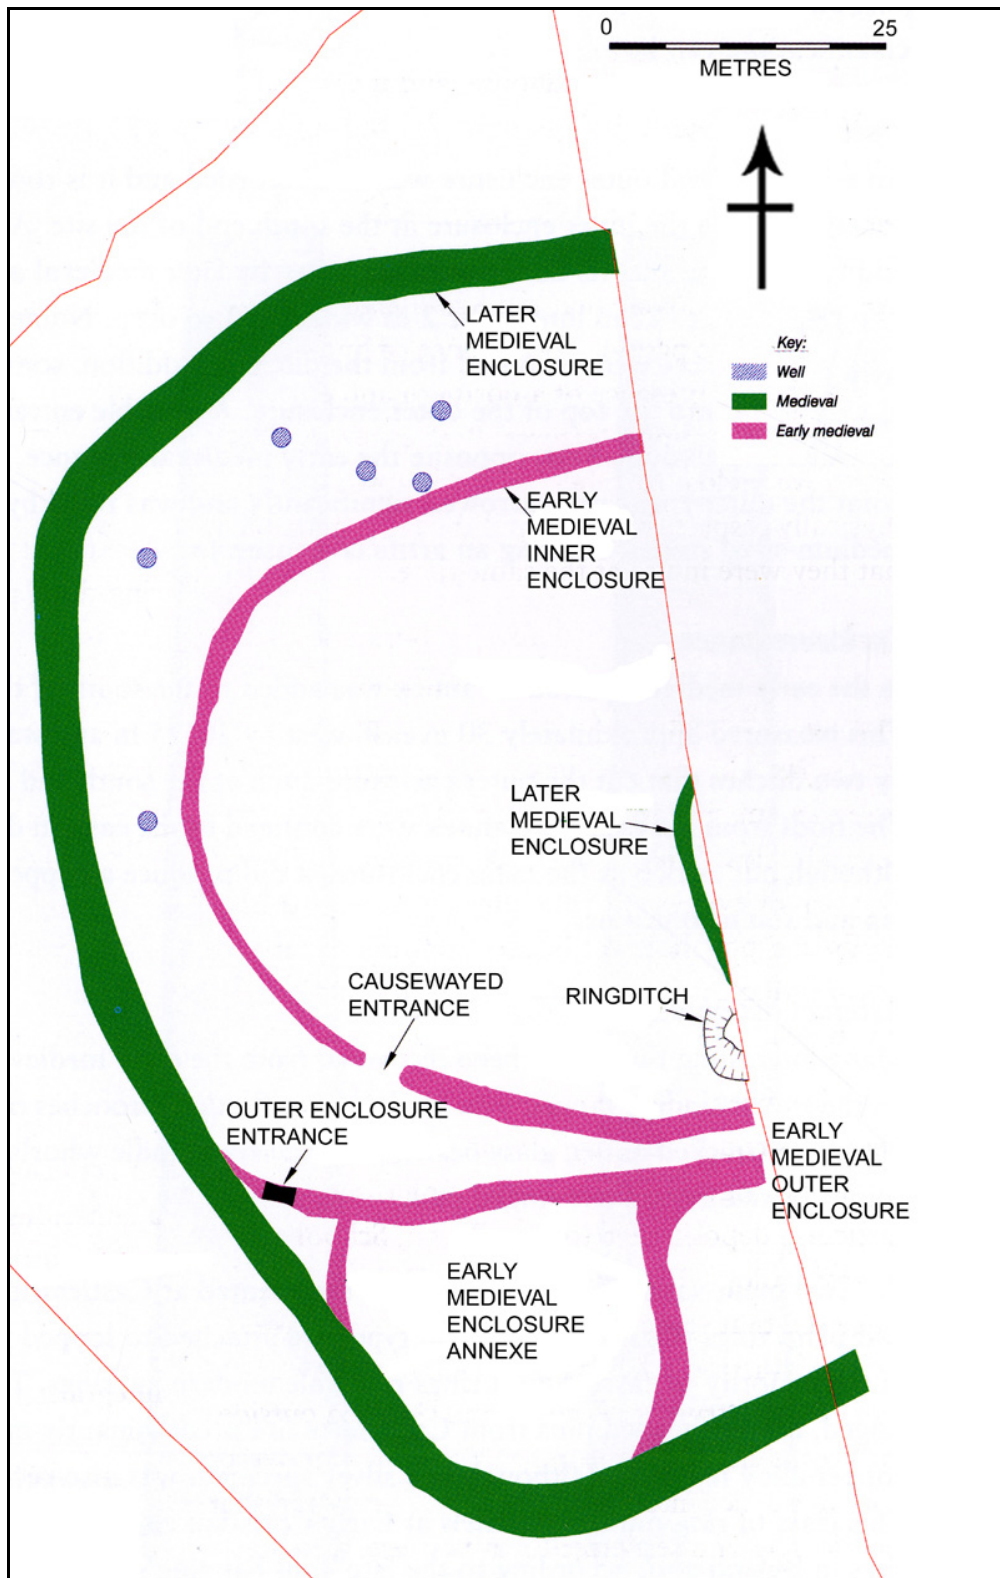 0 25
METRES
LATER
MEDIEVAL
ENCLOSURE
Key:
Well
Medieval
Early medieval
EARLY
MEDIEVAL
INNER
ENCLOSURE
LATER
MEDIEVAL
ENCLOSURE
CAUSEWAYED
ENTRANCE
RINGDITCH
OUTER ENCLOSURE
ENTRANCE
EARLY
MEDIEVAL
OUTER
ENCLOSURE
EARLY
MEDIEVAL
ENCLOSURE
ANNEXE